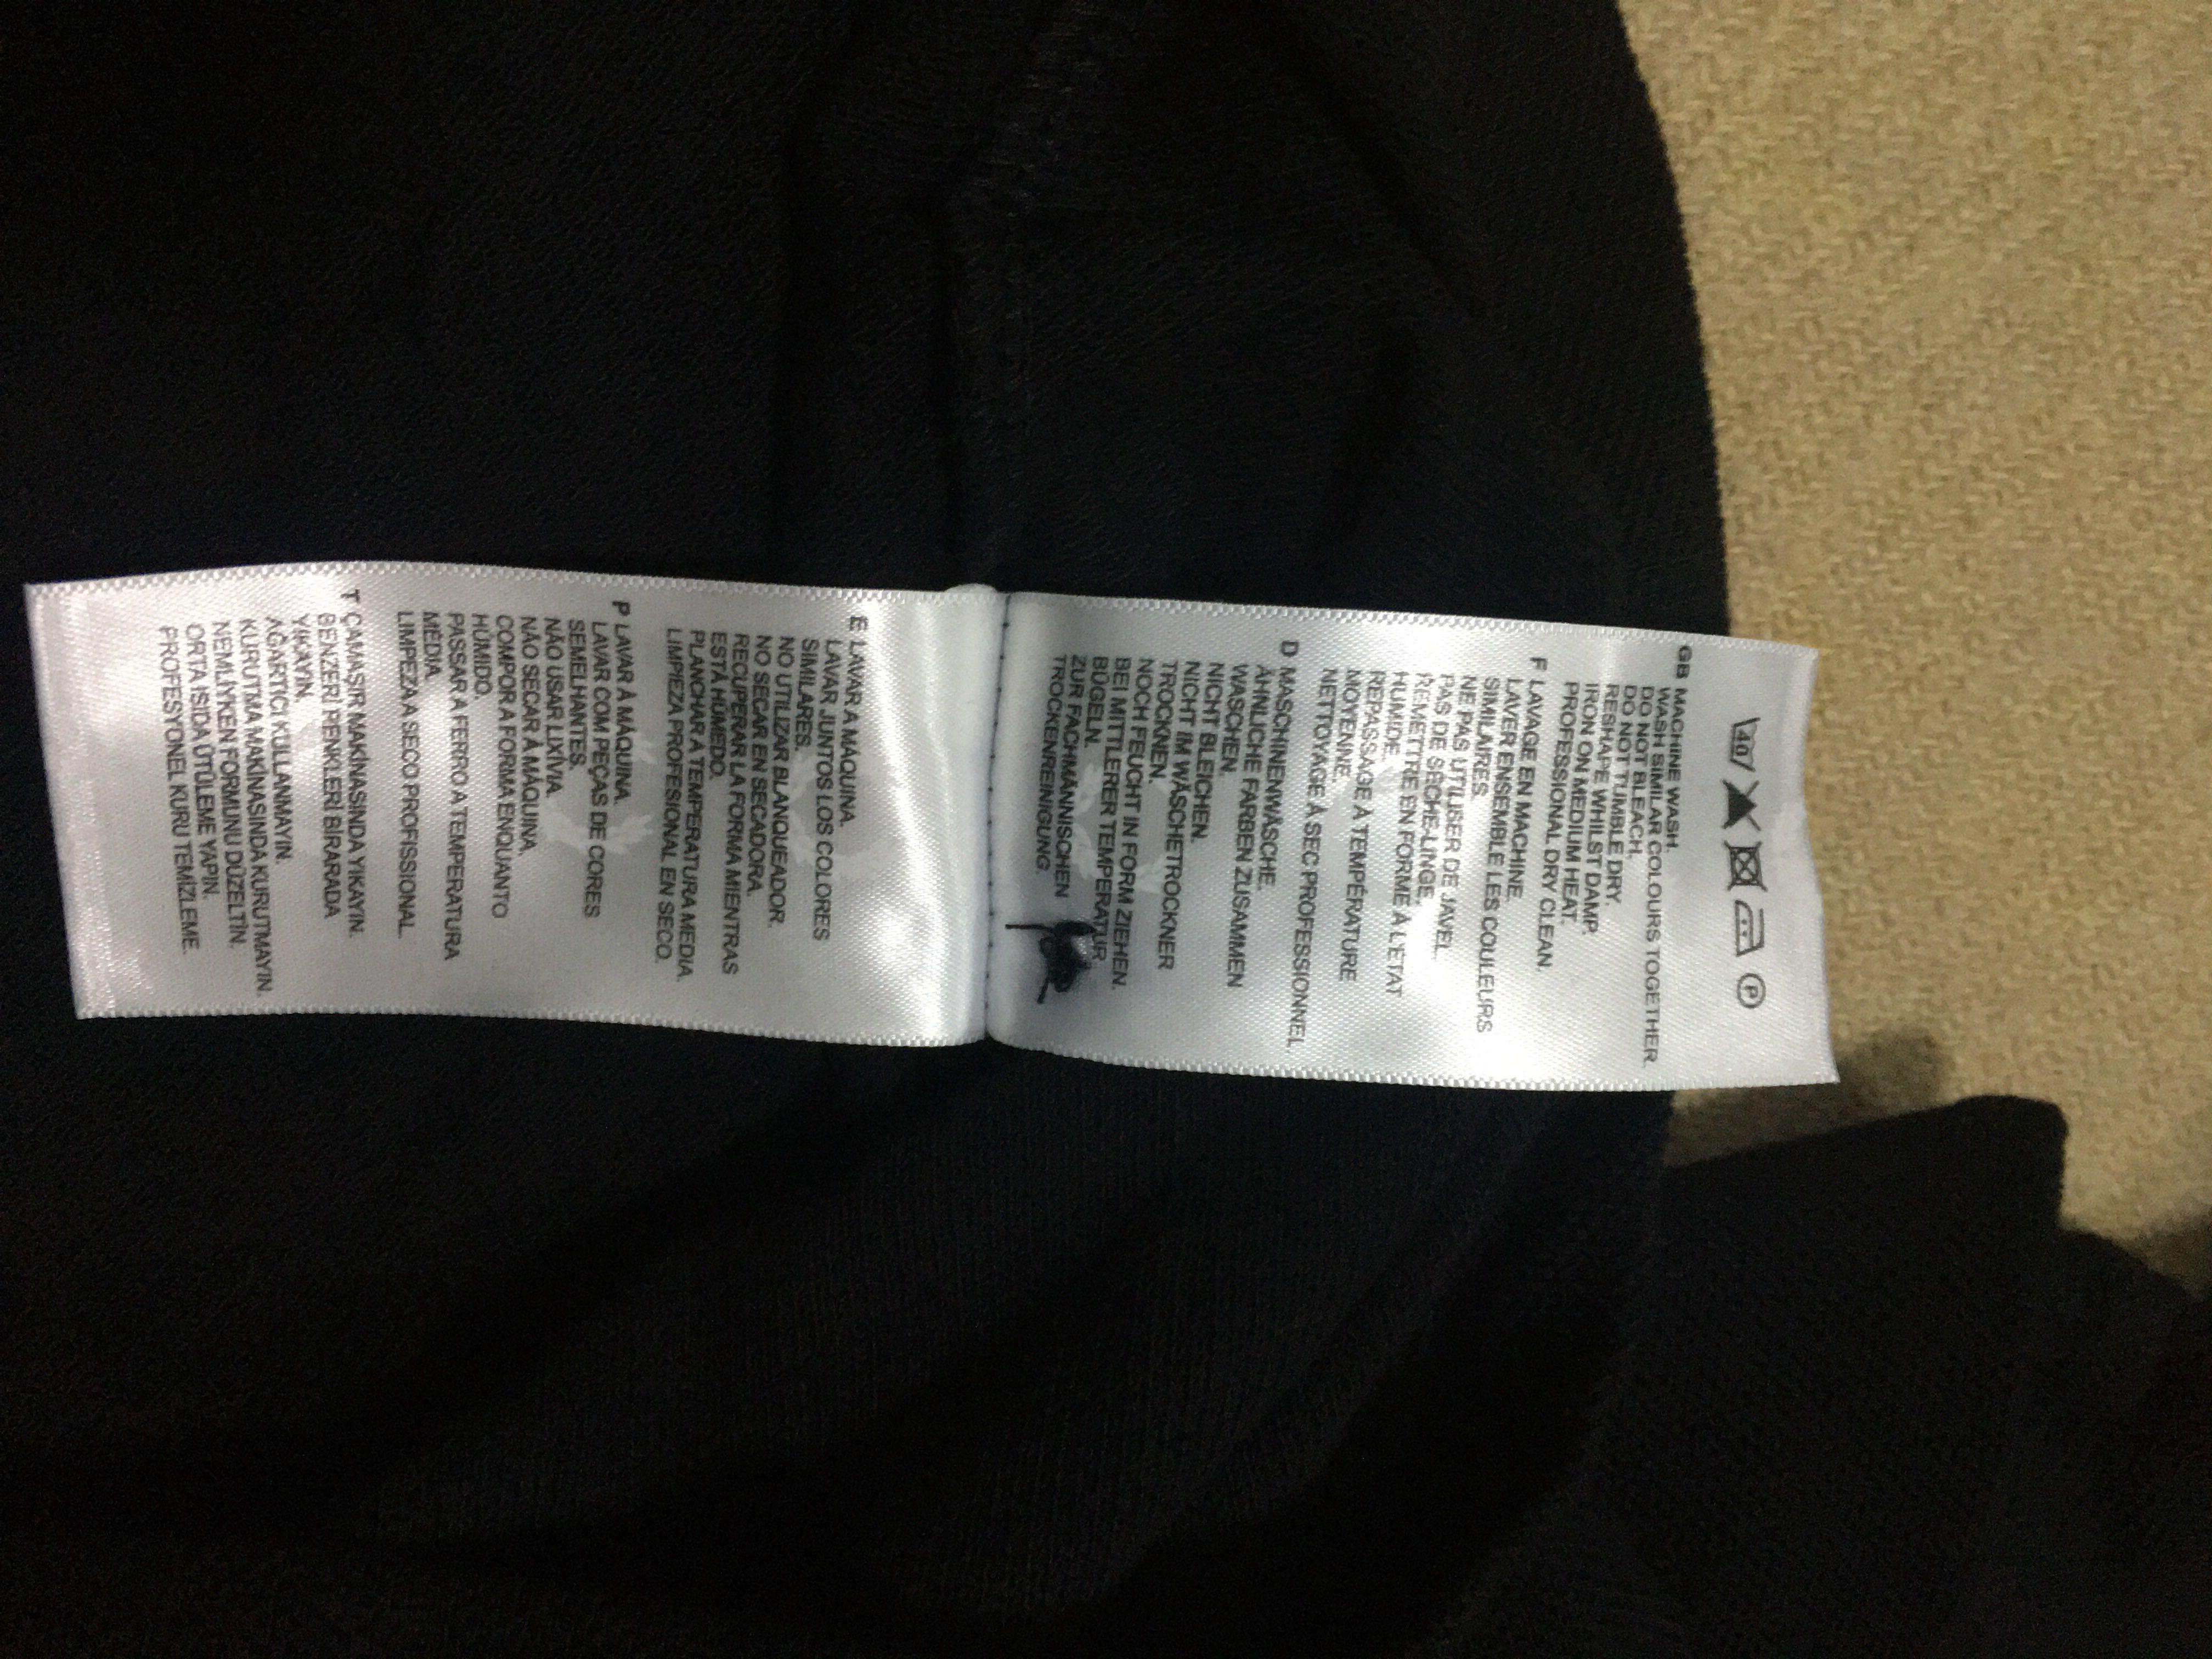 40 P
GB MACHINE WASH.
WASH SIMILAR COLOURS TOGETHER.
DO NOT BLEACH.
DO NOT TUMBLE DRY.
RESHAPE WHILST DAMP.
IRON ON MEDIUM HEAT.
PROFESSIONAL DRY CLEAN.
F LAVAGE EN MACHINE.
LAVER ENSEMBLE LES COULEURS
SIMILAIRES.
NE PAS UTILISER DE JAVEL.
PAS DE SÈCHE-LINGE.
REMETTRE EN FORME À L'ÉTAT
HUMIDE.
REPASSAGE À TEMPÉRATURE
MOYENNE.
NETTOYAGE À SEC PROFESSIONNEL.
D MASCHINENWÄSCHE.
ÄHNLICHE FARBEN ZUSAMMEN
WASCHEN.
NICHT BLEICHEN.
NICHT IM WÄSCHETROCKNER
TROCKNEN.
NOCH FEUCHT IN FORM ZIEHEN.
BEI MITTLERER TEMPERATUR
BÜGELN.
ZUR FACHMÄNNISCHEN
TROCKENREINIGUNG.
E LAVAR A MÁQUINA.
LAVAR JUNTOS LOS COLORES
SIMILARES.
NO UTILIZAR BLANQUEADOR.
NO SECAR EN SECADORA.
RECUPERAR LA FORMA MIENTRAS
ESTÁ HÚMEDO.
PLANCHAR A TEMPERATURA MEDIA.
LIMPIEZA PROFESIONAL EN SECO.
P LAVAR À MÁQUINA.
LAVAR COM PEÇAS DE CORES
SEMELHANTES.
NÃO USAR LIXÍVIA.
NÃO SECAR À MÁQUINA.
COMPOR A FORMA ENQUANTO
HÚMIDO.
PASSAR A FERRO A TEMPERATURA
MÉDIA.
LIMPEZA A SECO PROFISSIONAL.
T ÇAMAŞIR MAKİNASINDA YIKAYIN.
BENZERİ RENKLERİ BİRARADA
YIKAYIN.
AĞARTICI KULLANMAYIN.
KURUTMA MAKİNASINDA KURUTMAYIN.
NEMLİYKEN FORMUNU DÜZELTİN.
ORTA ISIDA ÜTÜLEME YAPIN.
PROFESYONEL KURU TEMİZLEME.